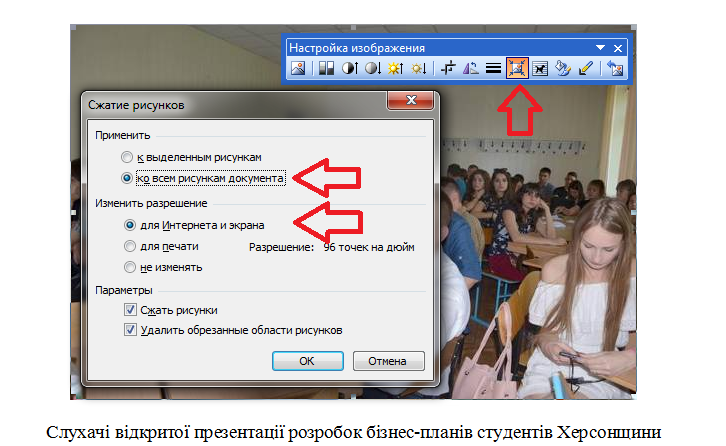 Настройка изображения
Сжатие рисунков
Применить
к выделенным рисункам
ко всем рисункам документа
Изменить разрешение
для Интернета и экрана
для печати Разрешение: 96 точек на дюйм
не изменять
Параметры
Сжать рисунки
Удалить обрезанные области рисунков
ОК Отмена
Слухачі відкритої презентації розробок бізнес-планів студентів Херсонщини